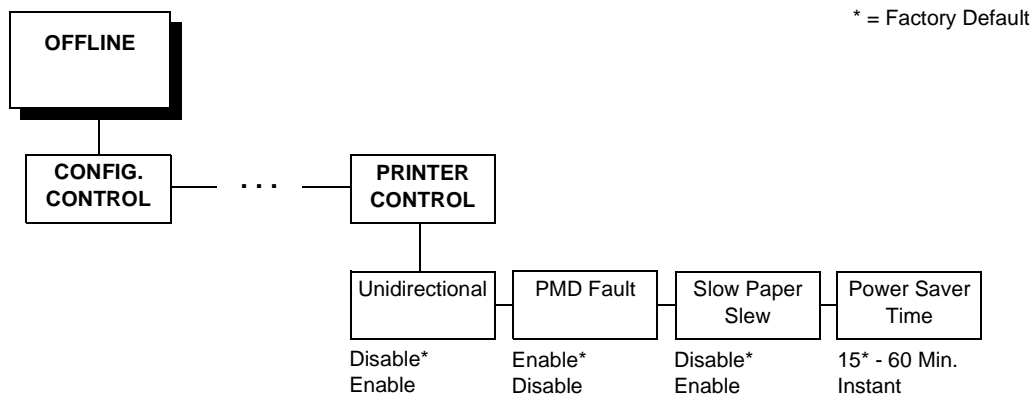 * = Factory Default
OFFLINE
CONFIG.
CONTROL
. . .
PRINTER
CONTROL
Unidirectional
Disable*
Enable
PMD Fault
Enable*
Disable
Slow Paper
Slew
Disable*
Enable
Power Saver
Time
15* - 60 Min.
Instant